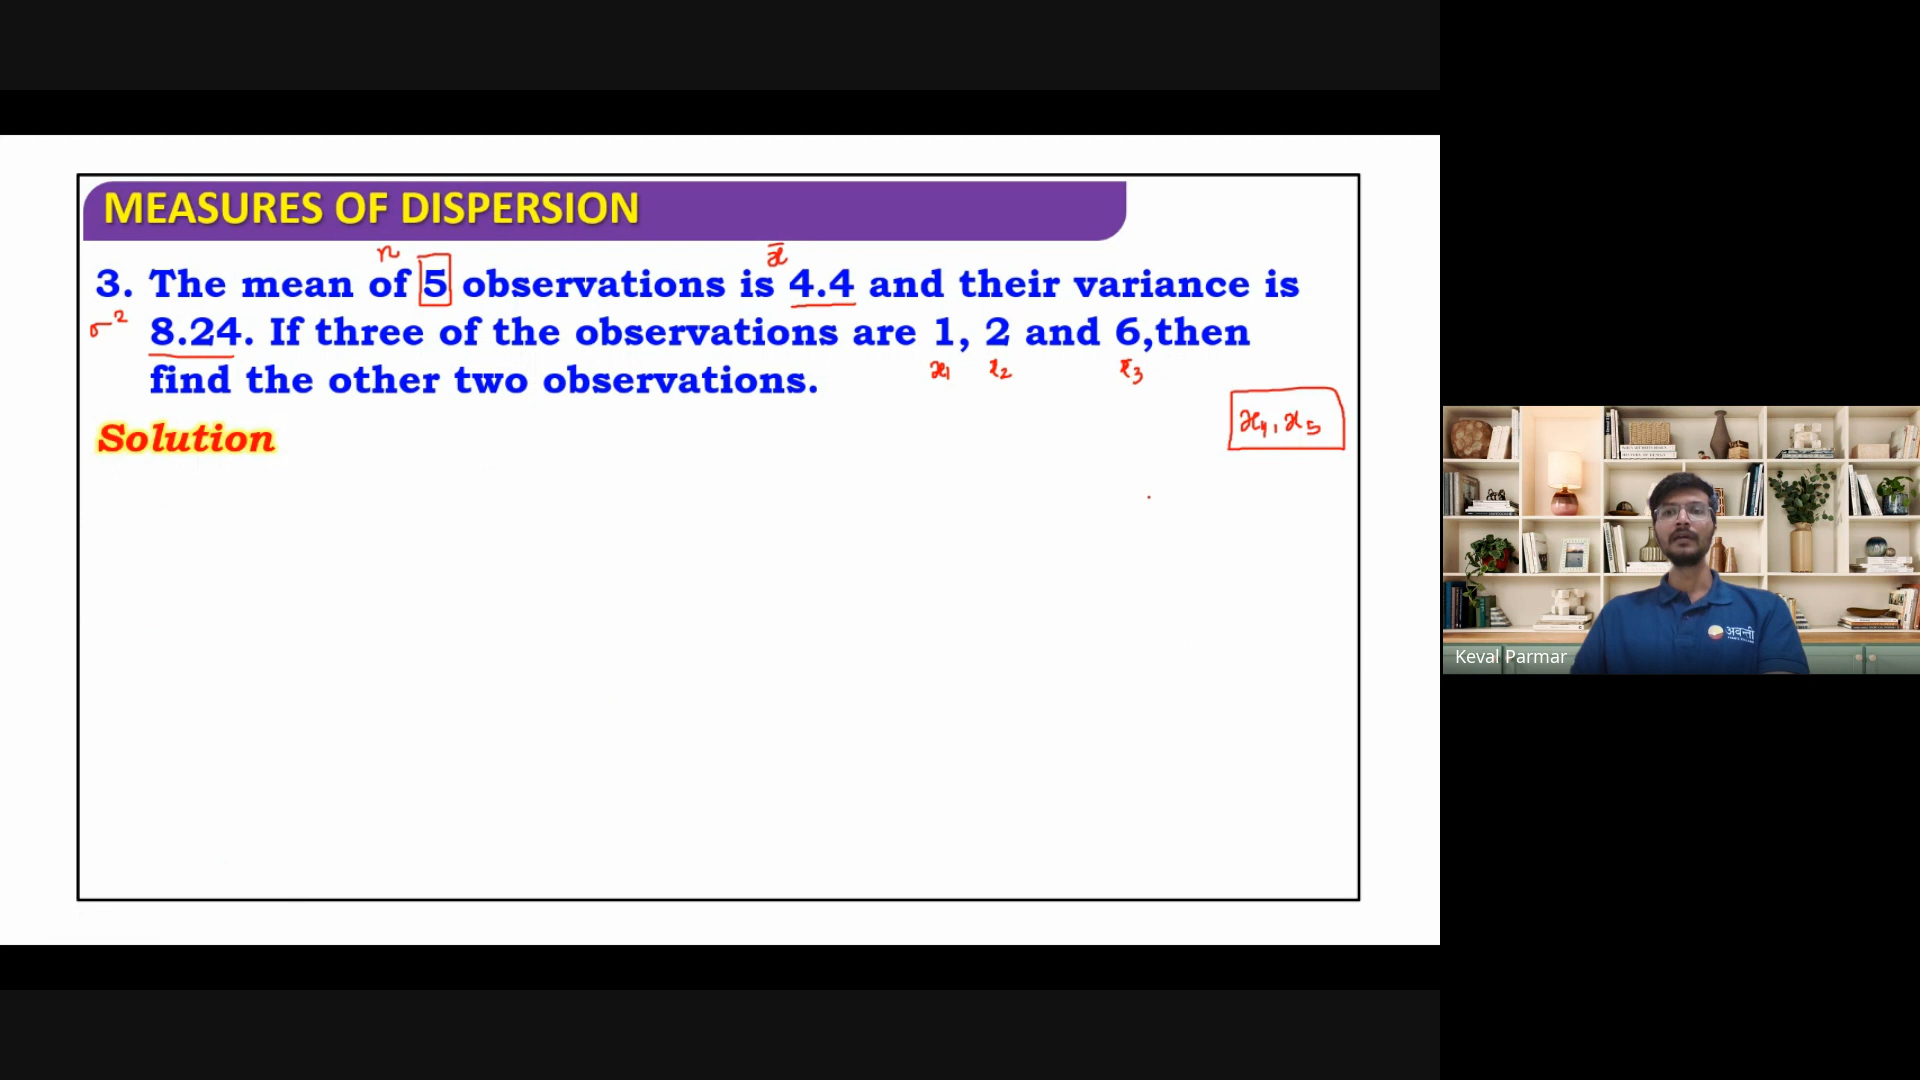 MEASURES OF DISPERSION
n x̄
3. The mean of 5 observations is 4.4 and their variance is
σ² 8.24. If three of the observations are 1, 2 and 6,then
find the other two observations. x₁ x₂ x₃
x₄, x₅
Solution
अवन्ती
Keval Parmar